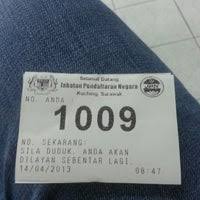 Selamat Datang
Jabatan Pendaftaran Negara
Kuching, Sarawak
NO. ANDA :
1009
NO. SEKARANG:
SILA DUDUK. ANDA AKAN
DILAYAN SEBENTAR LAGI.
14/04/2013 08:47